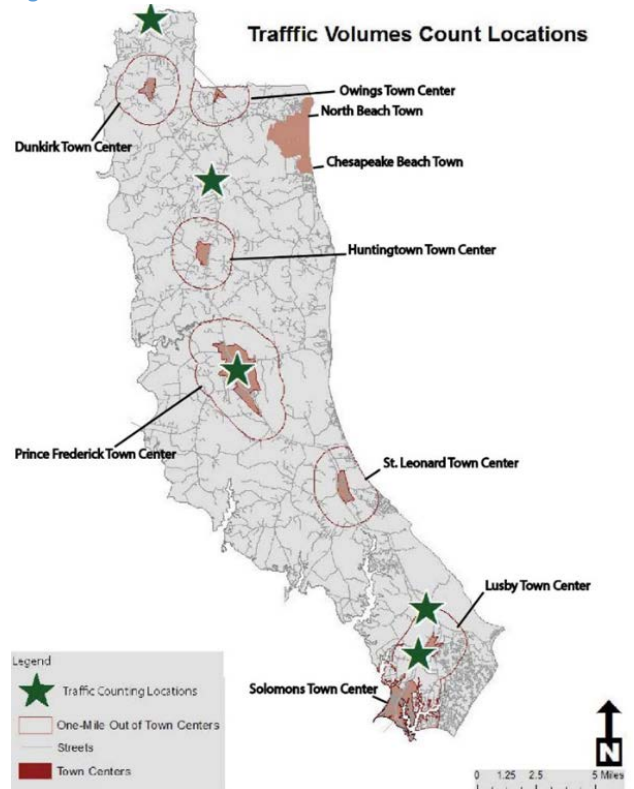 Trafffic Volumes Count Locations
Owings Town Center
North Beach Town
Dunkirk Town Center
Chesapeake Beach Town
Huntingtown Town Center
Prince Frederick Town Center
St. Leonard Town Center
Lusby Town Center
Solomons Town Center
Legend
Traffic Counting Locations
One-Mile Out of Town Centers
Streets
Town Centers
N
0 1.25 2.5 5 Miles